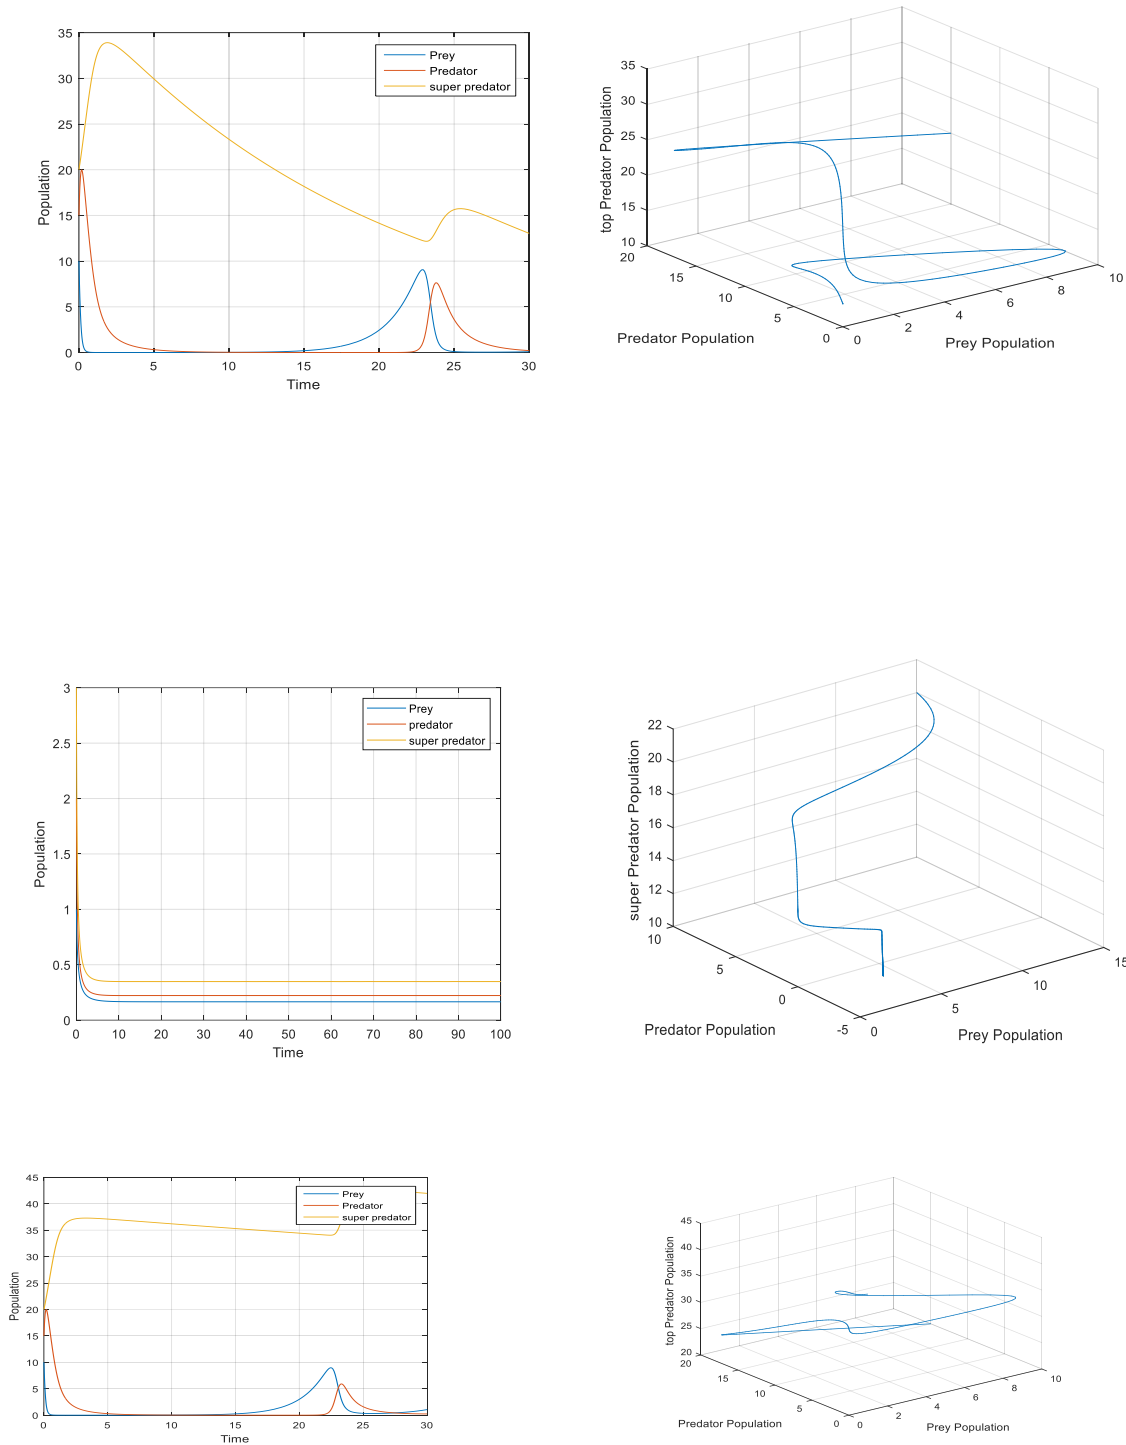 35
30
25
20
15
10
5
0
Population
0 5 10 15 20 25 30
Time
Prey
Predator
super predator
35
30
25
20
15
10
top Predator Population
20
15
10
5
0
Predator Population
0
2
4
6
8
10
Prey Population
3
2.5
2
1.5
1
0.5
0
Population
0 10 20 30 40 50 60 70 80 90 100
Time
Prey
predator
super predator
22
20
18
16
14
12
10
super Predator Population
10
5
0
-5
Predator Population
0
5
10
15
Prey Population
45
40
35
30
25
20
15
10
5
0
Population
0 5 10 15 20 25 30
Time
Prey
Predator
super predator
45
40
35
30
25
20
top Predator Population
20
15
10
5
0
Predator Population
0
2
4
6
8
10
Prey Population